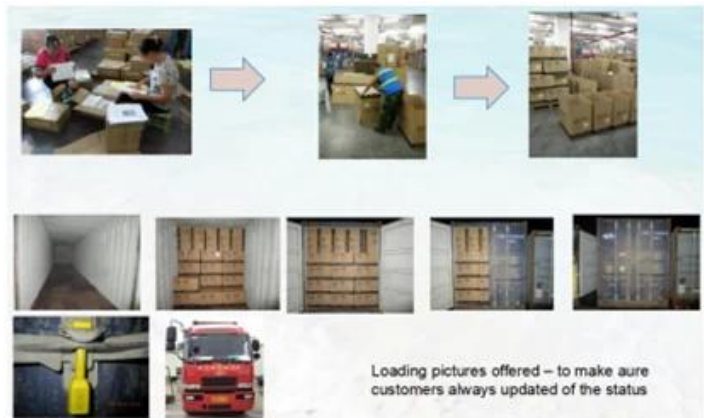 Loading pictures offered – to make aure
customers always updated of the status